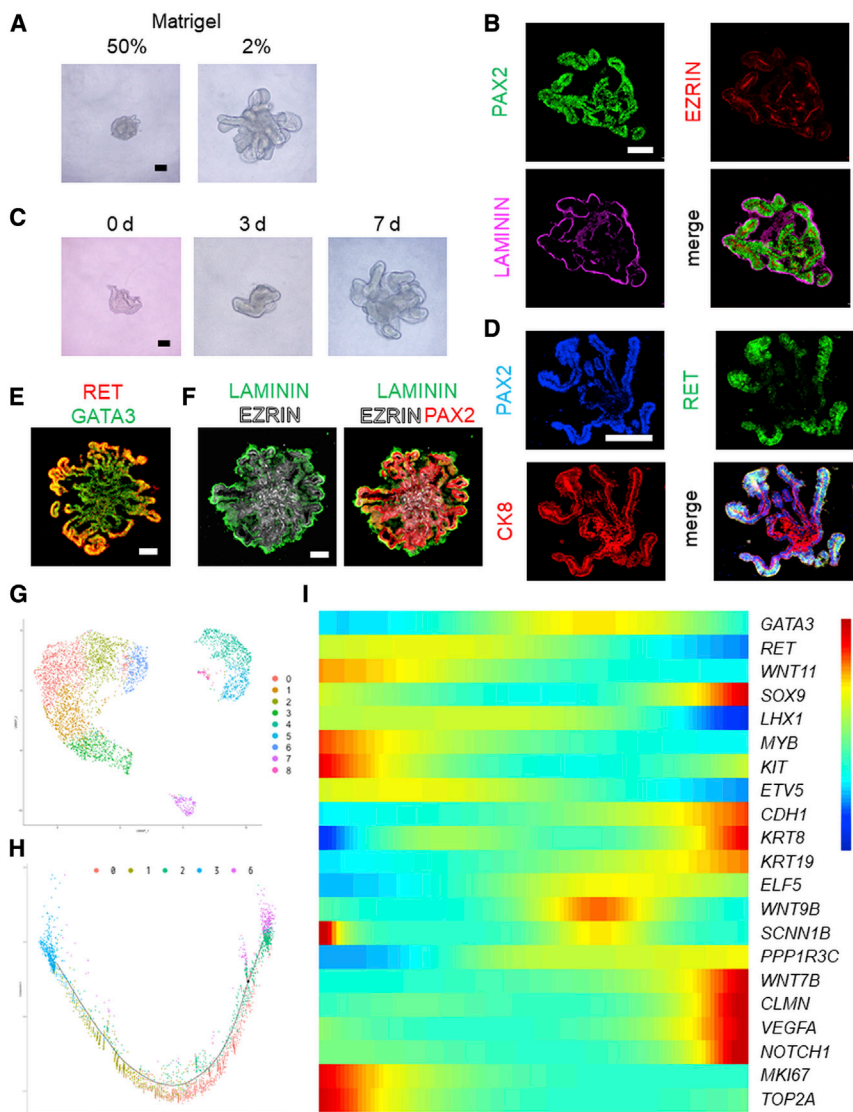 A
Matrigel
50% 2%
B
PAX2
EZRIN
LAMININ
merge
C
0 d 3 d 7 d
D
PAX2
RET
CK8
merge
E
RET
GATA3
F
LAMININ LAMININ
EZRIN EZRIN PAX2
G
0
1
2
3
4
5
6
7
8
H
0 1 2 3 6
I
GATA3
RET
WNT11
SOX9
LHX1
MYB
KIT
ETV5
CDH1
KRT8
KRT19
ELF5
WNT9B
SCNN1B
PPP1R3C
WNT7B
CLMN
VEGFA
NOTCH1
MKI67
TOP2A